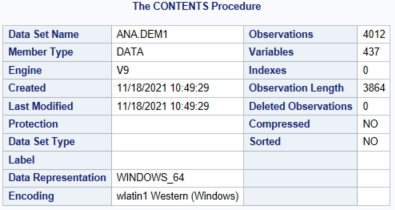 The CONTENTS Procedure
Data Set Name ANA.DEM1 Observations 4012
Member Type DATA Variables 437
Engine V9 Indexes 0
Created 11/18/2021 10:49:29 Observation Length 3864
Last Modified 11/18/2021 10:49:29 Deleted Observations 0
Protection Compressed NO
Data Set Type Sorted NO
Label
Data Representation WINDOWS_64
Encoding wlatin1 Western (Windows)